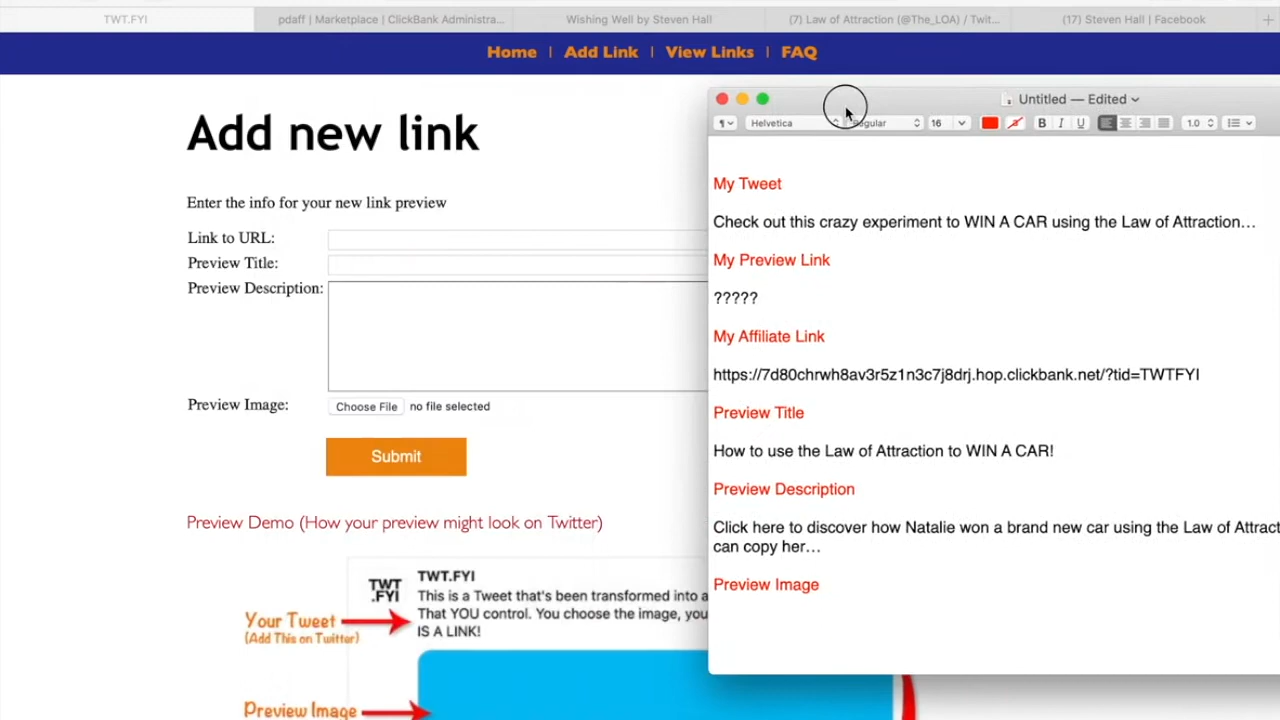 TWT.FYI
pdaff | Marketplace | ClickBank Administra...
Wishing Well by Steven Hall
(7) Law of Attraction (@The_LOA) / Twit...
(17) Steven Hall | Facebook
Home | Add Link | View Links | FAQ
Add new link
Enter the info for your new link preview
Link to URL:
Preview Title:
Preview Description:
Preview Image:
Choose File no file selected
Submit
Preview Demo (How your preview might look on Twitter)
TWT
.FYI
TWT.FYI
This is a Tweet that's been transformed into a
That YOU control. You choose the image, you
IS A LINK!
Your Tweet
(Add This on Twitter)
Preview Image
Untitled — Edited
Helvetica Regular 16 B I U 1.0
My Tweet
Check out this crazy experiment to WIN A CAR using the Law of Attraction…
My Preview Link
?????
My Affiliate Link
https://7d80chrwh8av3r5z1n3c7j8drj.hop.clickbank.net/?tid=TWTFYI
Preview Title
How to use the Law of Attraction to WIN A CAR!
Preview Description
Click here to discover how Natalie won a brand new car using the Law of Attract
can copy her…
Preview Image